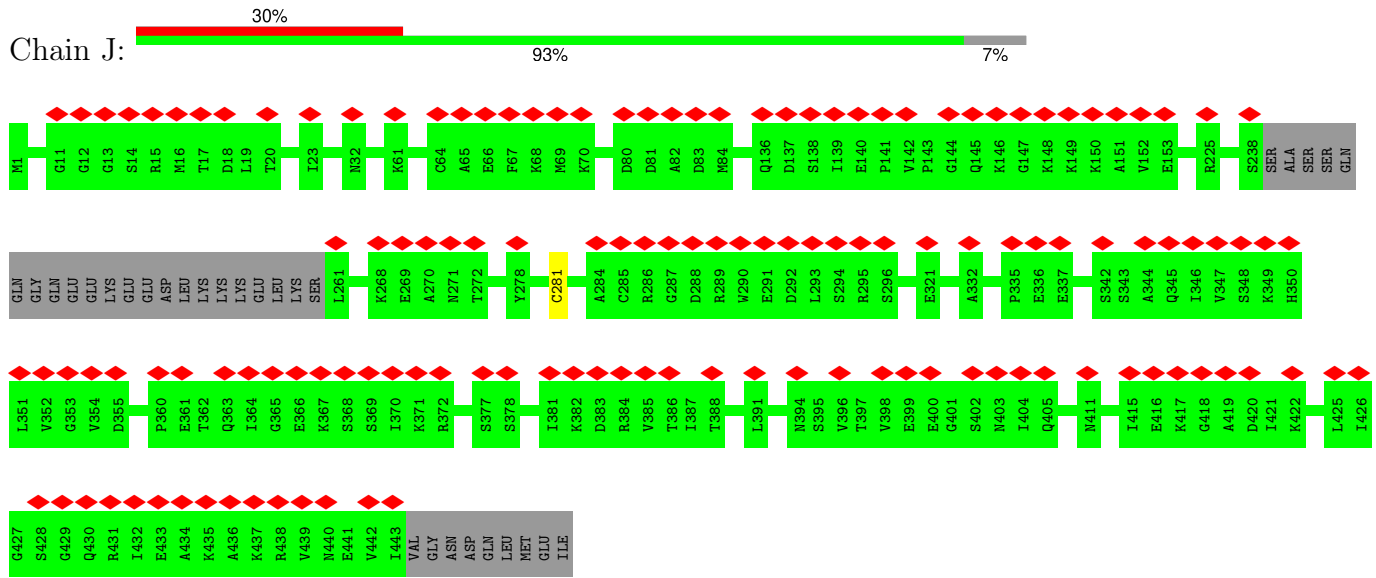 30%
Chain J:
93% 7%
M1 G11 G12 G13 S14 R15 M16 T17 D18 L19 T20 I23 N32 K61 C64 A65 E66 F67 K68 M69 K70 D80 D81 A82 D83 M84 Q136 D137 S138 I139 E140 P141 V142 P143 G144 Q145 K146 G147 K148 K149 K150 A151 V152 E153 R225 S238 SER ALA SER SER GLN
GLN GLY GLN GLU GLU LYS GLU GLU ASP LEU LYS LYS LYS GLU LEU LYS SER L261 K268 E269 A270 N271 T272 Y278 C281 A284 C285 R286 G287 D288 R289 W290 E291 D292 L293 S294 R295 S296 E321 A332 P335 E336 E337 S342 S343 A344 Q345 I346 V347 S348 K349 H350
L351 V352 G353 V354 D355 P360 E361 T362 Q363 I364 G365 E366 K367 S368 S369 I370 K371 R372 S377 S378 I381 K382 D383 R384 V385 T386 I387 T388 L391 N394 S395 V396 T397 V398 E399 E400 G401 S402 N403 I404 Q405 N411 I415 E416 K417 G418 A419 D420 I421 K422 L425 I426
G427 S428 G429 Q430 R431 I432 E433 A434 K435 A436 K437 R438 V439 N440 E441 V442 I443 VAL GLY ASN ASP GLN LEU MET GLU ILE